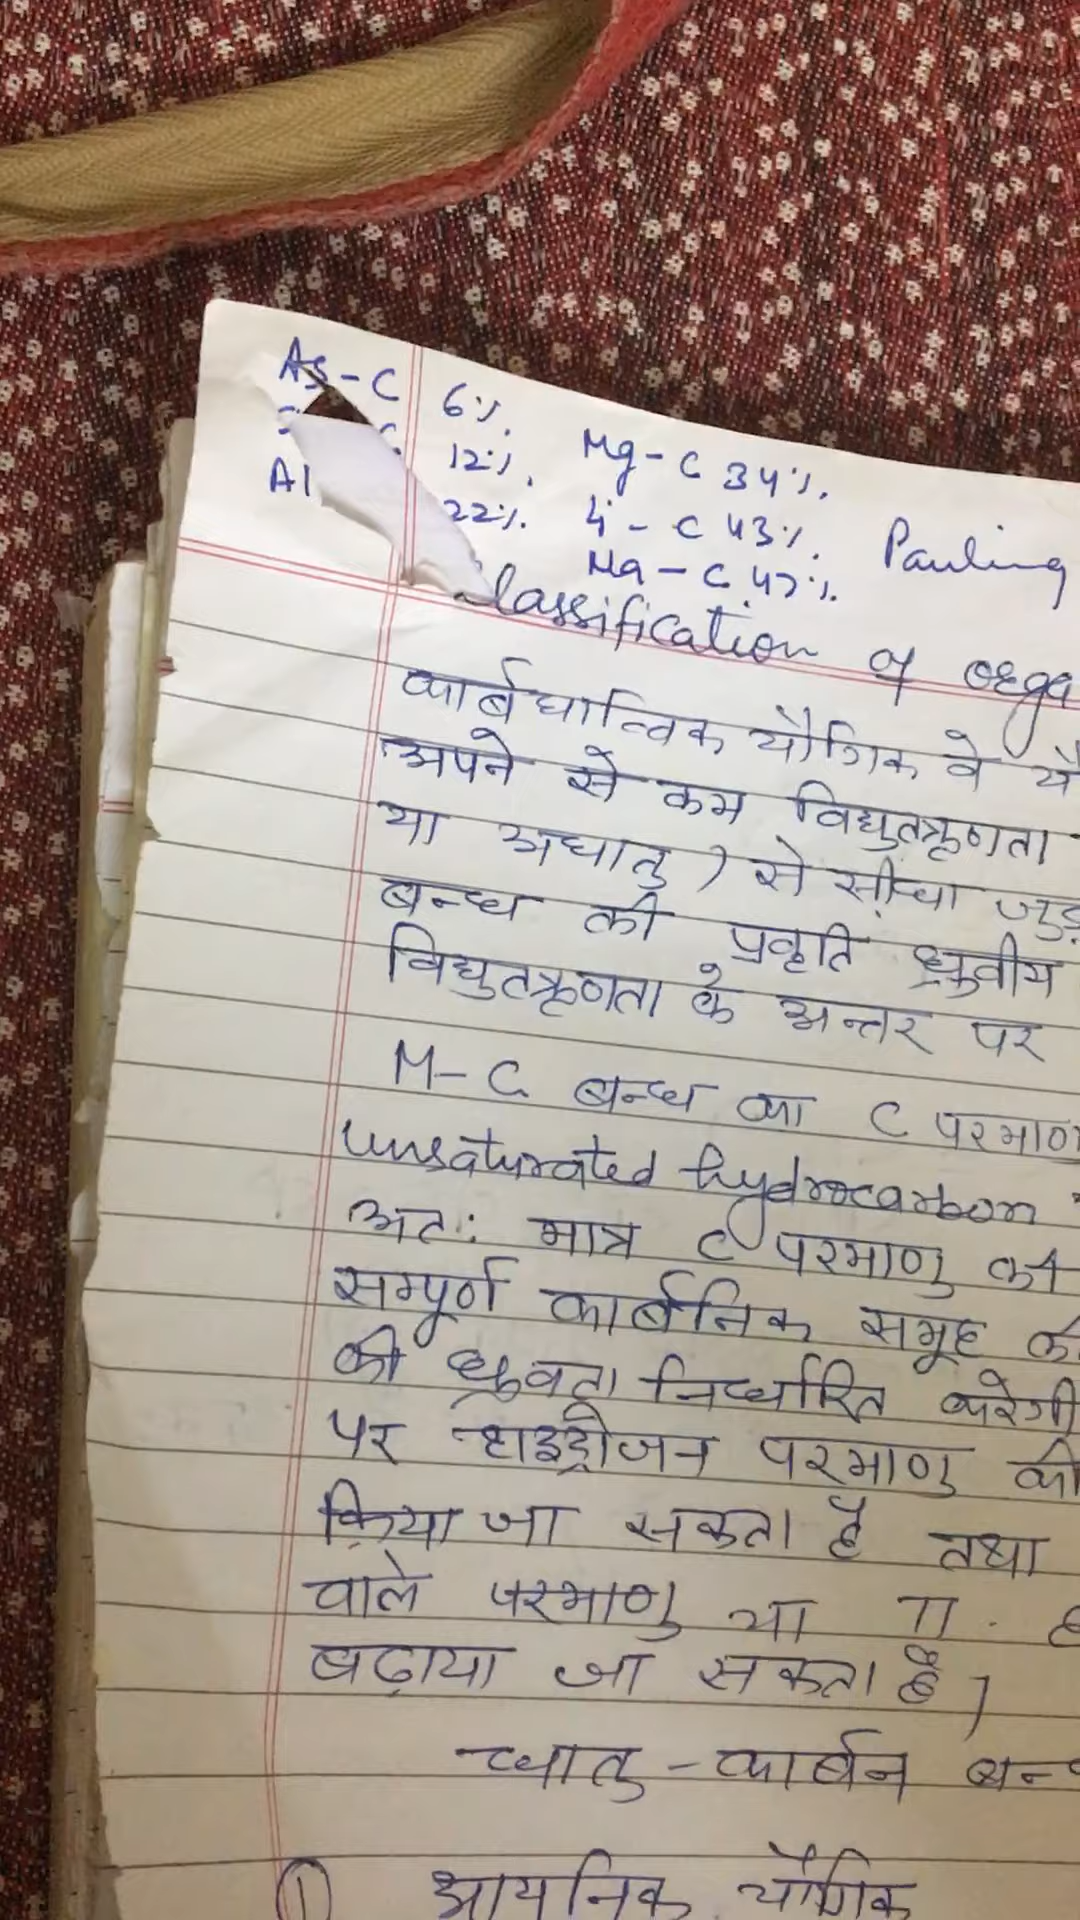 As-C 6%. Mg-C 34%.
12%. Li-C 43%. Pauling
Al 22%. Na-C 47%.
lassification of orga
कार्बधात्विक यौगिक वे यौ
अपने से कम विद्युतऋणता
या अधातु) से सीधा जुड़
बन्ध की प्रकृति ध्रुवीय
विद्युतऋणता के अन्तर पर
M-C बन्ध का C परमाणु
unsaturated hydrocarbon
अतः मात्र C परमाणु की
सम्पूर्ण कार्बनिक समूह की
की ध्रुवता निर्धारित करेगी
पर हाइड्रोजन परमाणु की
किया जा सकता है तथा
वाले परमाणु या π
बढ़ाया जा सकता है।
धातु-कार्बन बन्ध
① आयनिक यौगिक